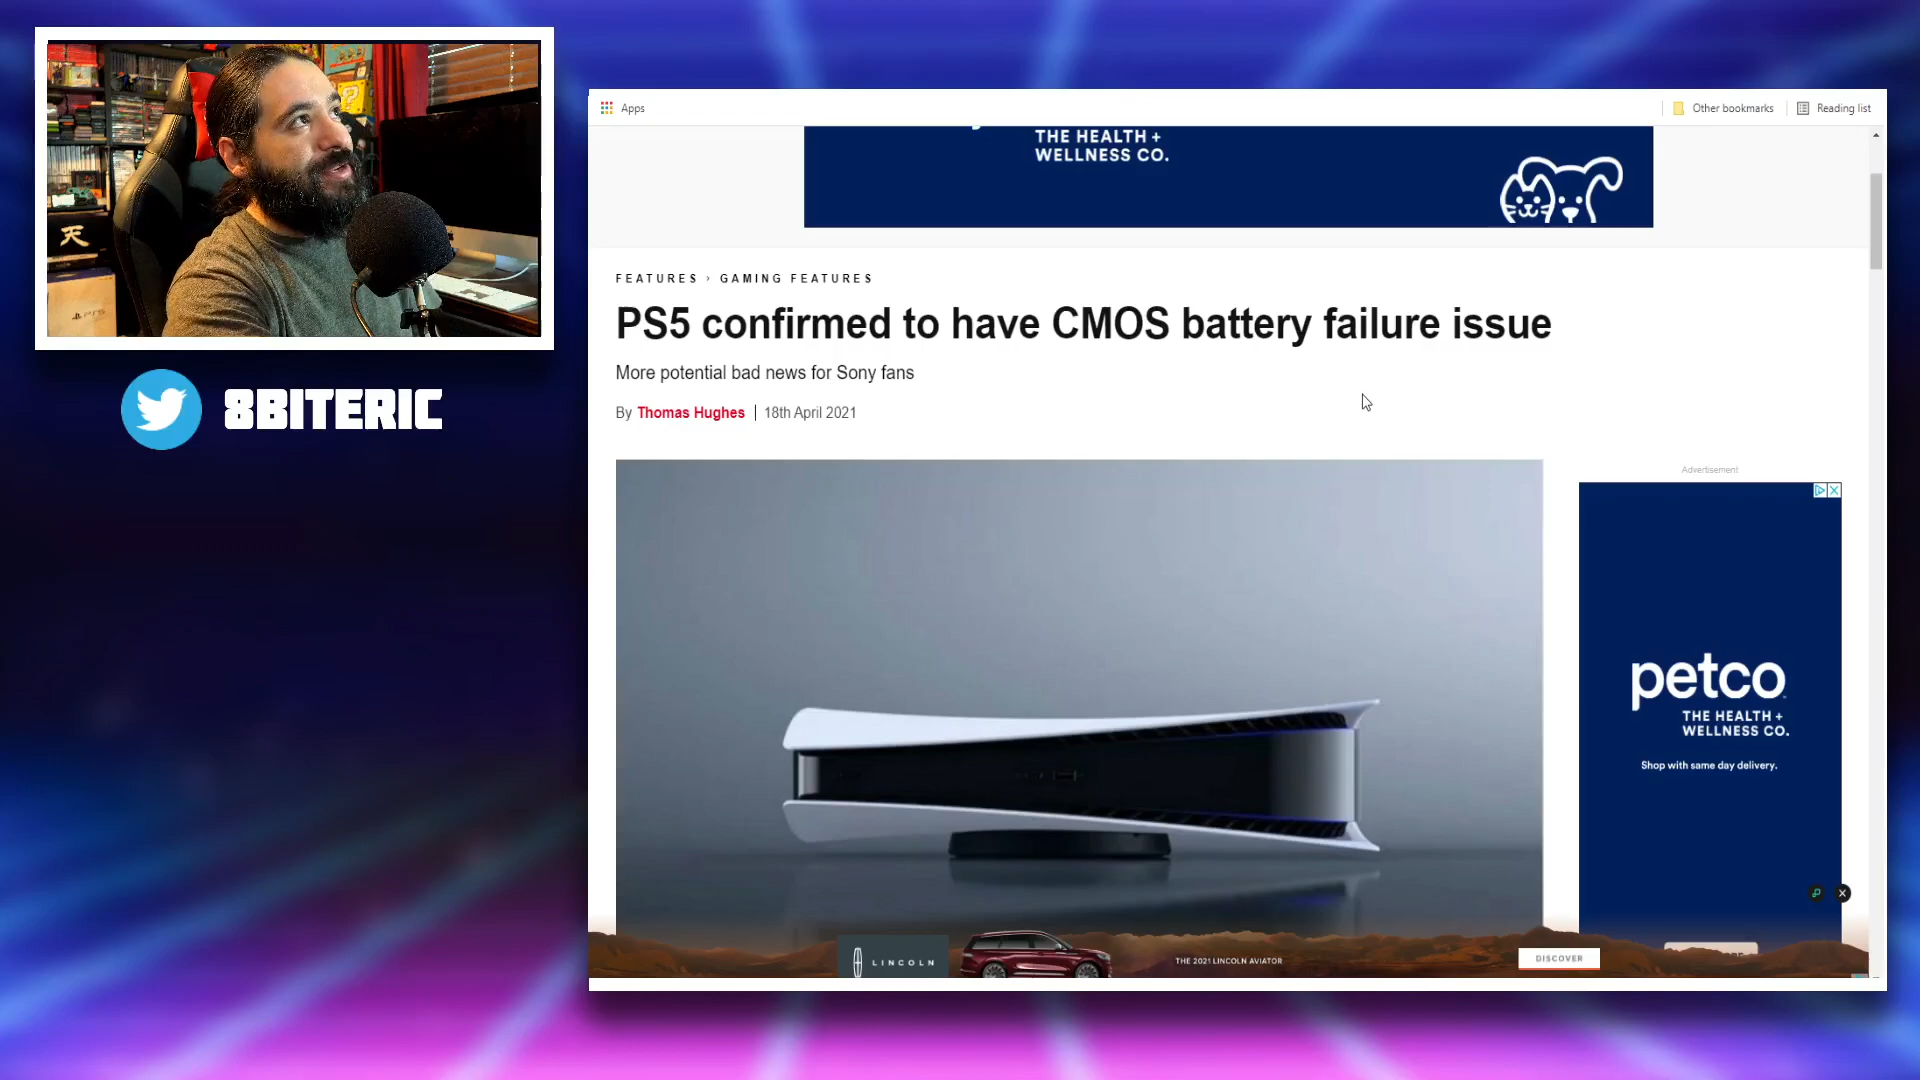 天
PS5
8BITERIC
Apps
Other bookmarks
Reading list
THE HEALTH +
WELLNESS CO.
FEATURES › GAMING FEATURES
PS5 confirmed to have CMOS battery failure issue
More potential bad news for Sony fans
By Thomas Hughes | 18th April 2021
Advertisement
petco
THE HEALTH +
WELLNESS CO.
Shop with same day delivery.
LINCOLN
THE 2021 LINCOLN AVIATOR
DISCOVER